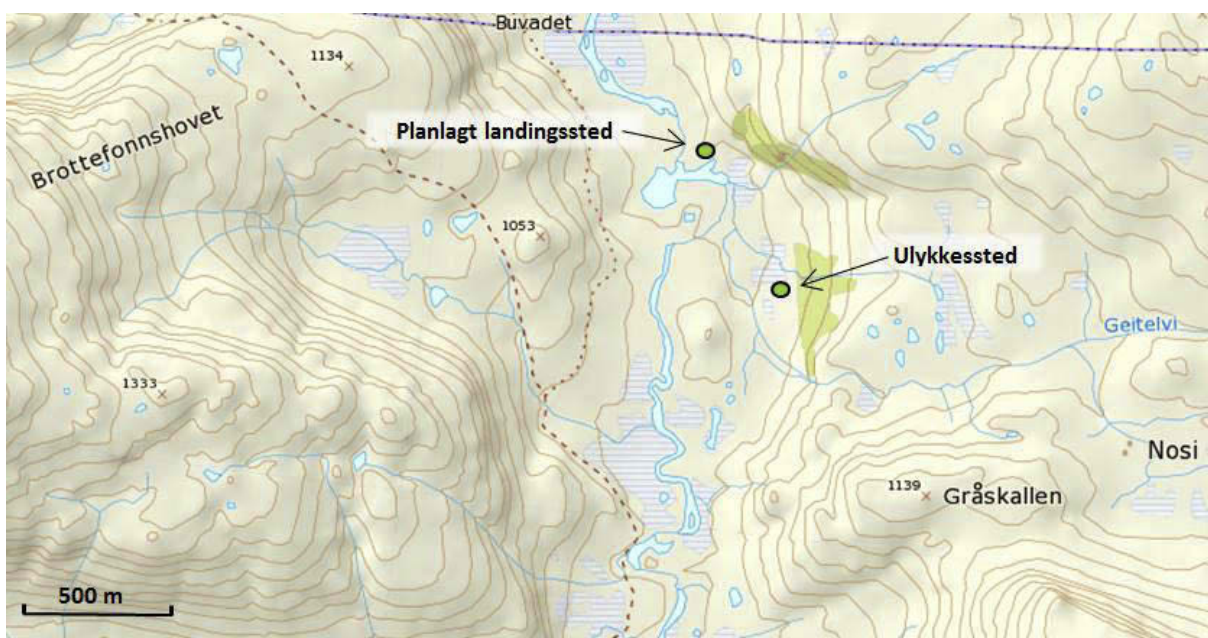 Buvadet
1134
Planlagt landingssted
Brottefonnshovet
1053
Ulykkessted
Geitelvi
1333
Nosi
1139
Gråskallen
500 m